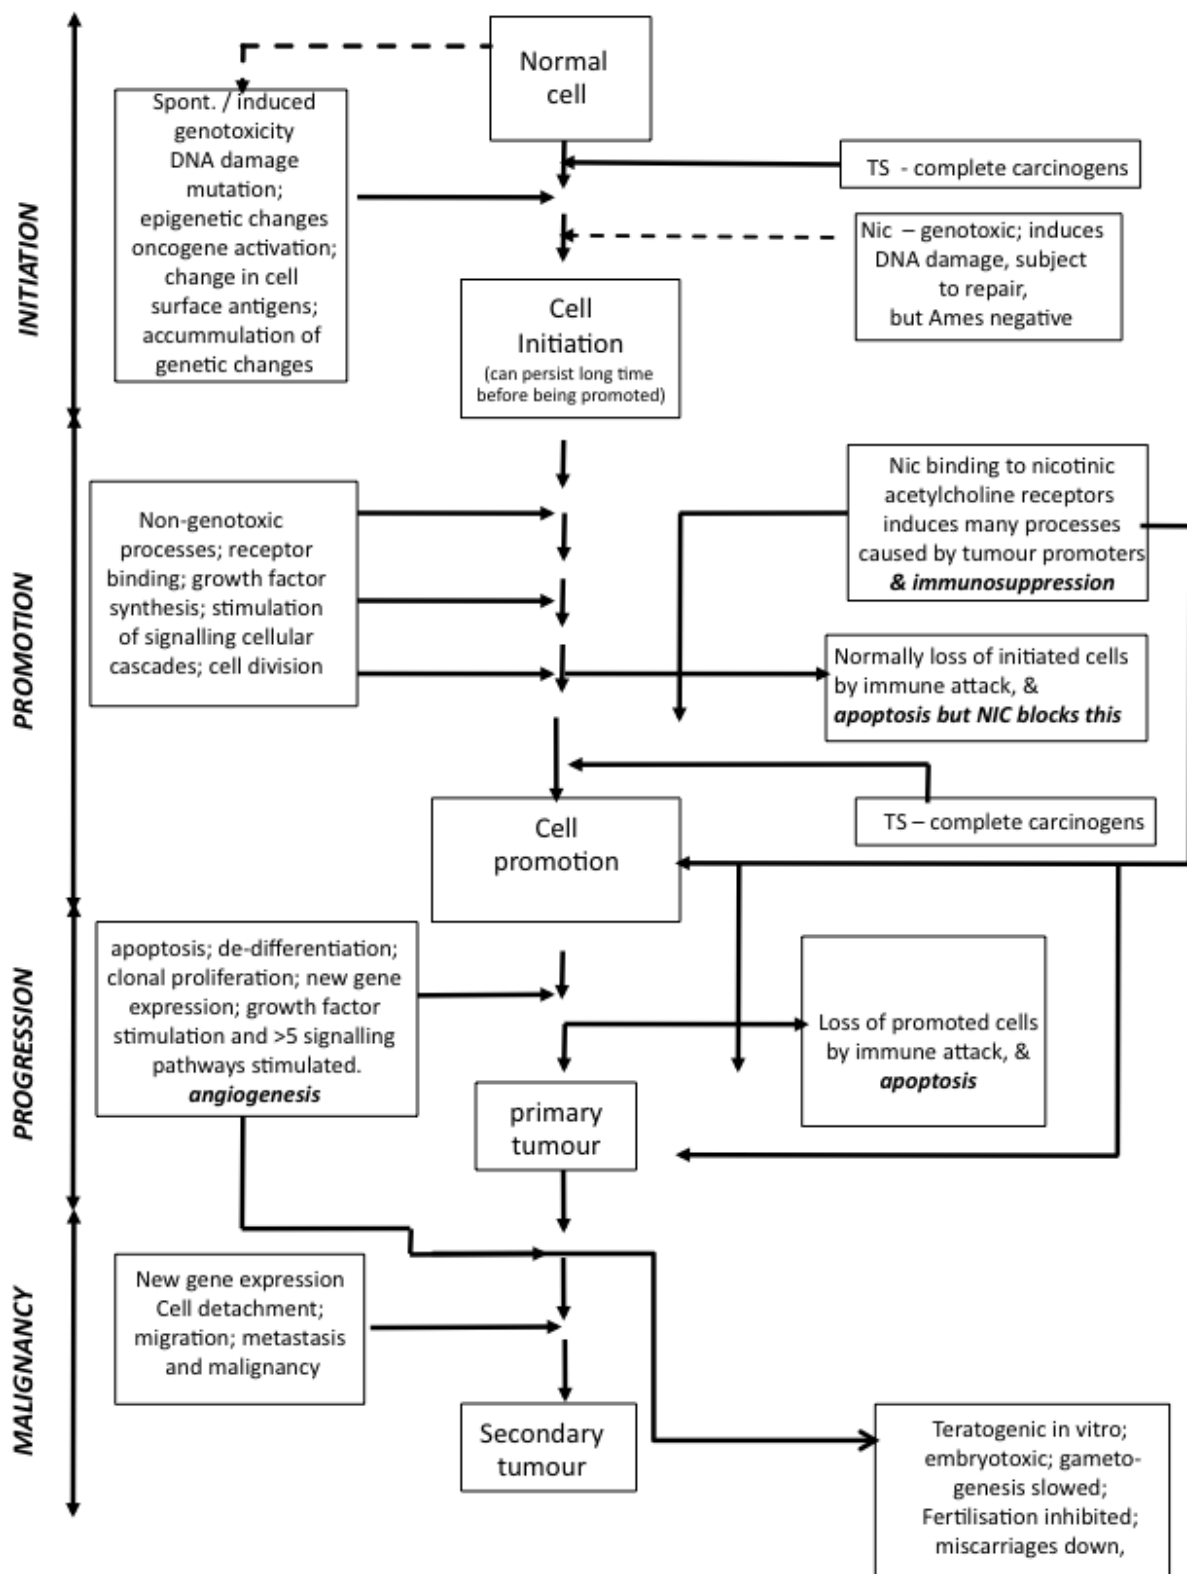 Normal
cell
Spont. / induced
genotoxicity
DNA damage
mutation;
epigenetic changes
oncogene activation;
change in cell
surface antigens;
accummulation of
genetic changes
TS - complete carcinogens
Nic – genotoxic; induces
DNA damage, subject
to repair,
but Ames negative
INITIATION
Cell
Initiation
(can persist long time
before being promoted)
Non-genotoxic
processes; receptor
binding; growth factor
synthesis; stimulation
of signalling cellular
cascades; cell division
Nic binding to nicotinic
acetylcholine receptors
induces many processes
caused by tumour promoters
& immunosuppression
PROMOTION
Normally loss of initiated cells
by immune attack, &
apoptosis but NIC blocks this
TS – complete carcinogens
Cell
promotion
apoptosis; de-differentiation;
clonal proliferation; new gene
expression; growth factor
stimulation and >5 signalling
pathways stimulated.
angiogenesis
Loss of promoted cells
by immune attack, &
apoptosis
PROGRESSION
primary
tumour
New gene expression
Cell detachment;
migration; metastasis
and malignancy
MALIGNANCY
Secondary
tumour
Teratogenic in vitro;
embryotoxic; gameto-
genesis slowed;
Fertilisation inhibited;
miscarriages down,